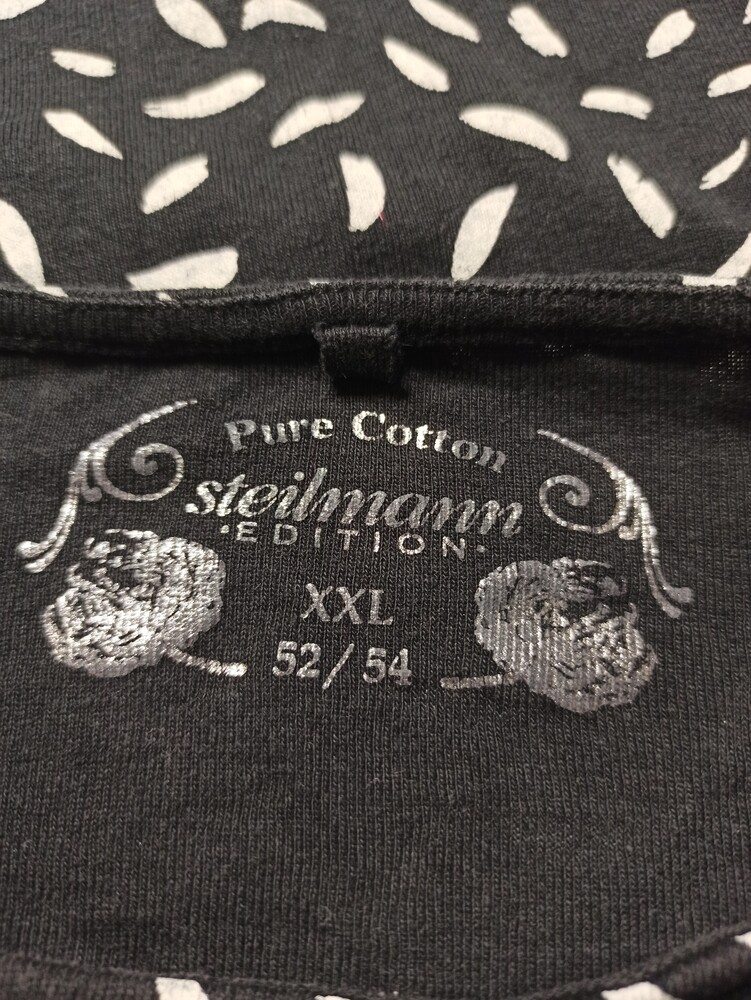 Pure Cotton
steilmann
·EDITION·
XXL
52/54